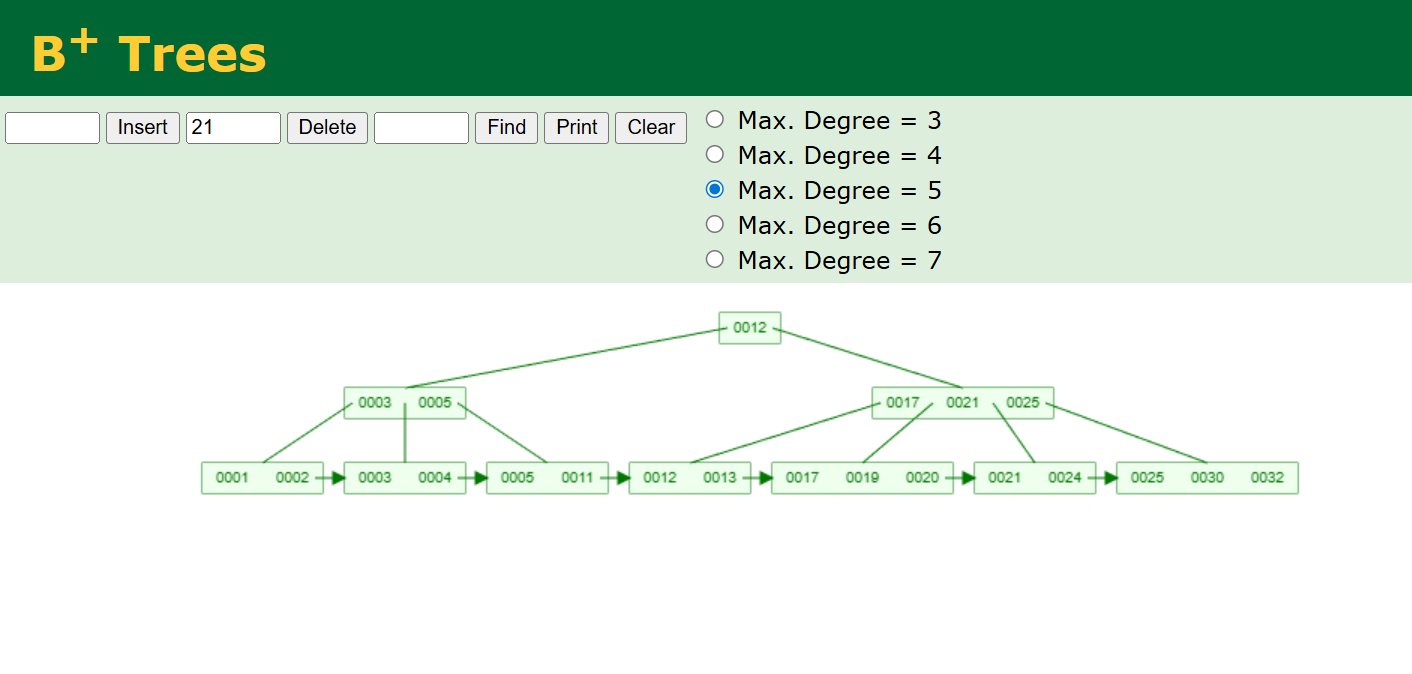 B+ Trees
Insert 21 Delete Find Print Clear
Max. Degree = 3
Max. Degree = 4
Max. Degree = 5
Max. Degree = 6
Max. Degree = 7
0012
0003 0005 0017 0021 0025
0001 0002 0003 0004 0005 0011 0012 0013 0017 0019 0020 0021 0024 0025 0030 0032